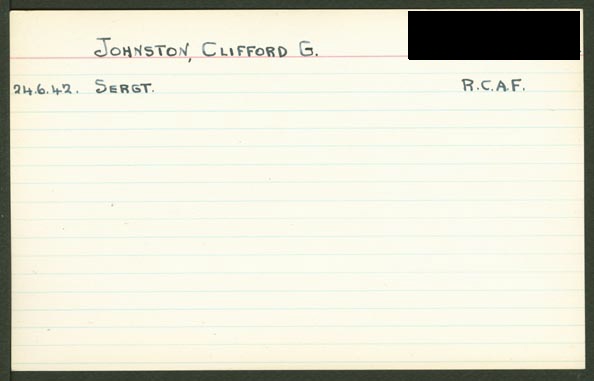 JOHNSTON, CLIFFORD G.
24.6.42. SERGT. R.C.A.F.